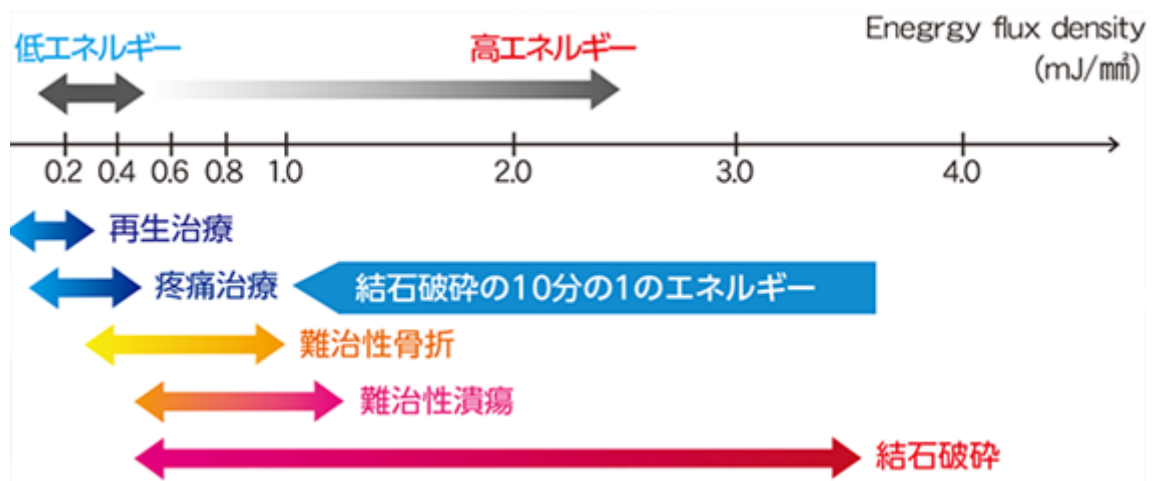 低エネルギー
高エネルギー
Enegrgy flux density
(mJ/㎟)
0.2 0.4 0.6 0.8 1.0 2.0 3.0 4.0
再生治療
疼痛治療
結石破砕の10分の1のエネルギー
難治性骨折
難治性潰瘍
結石破砕